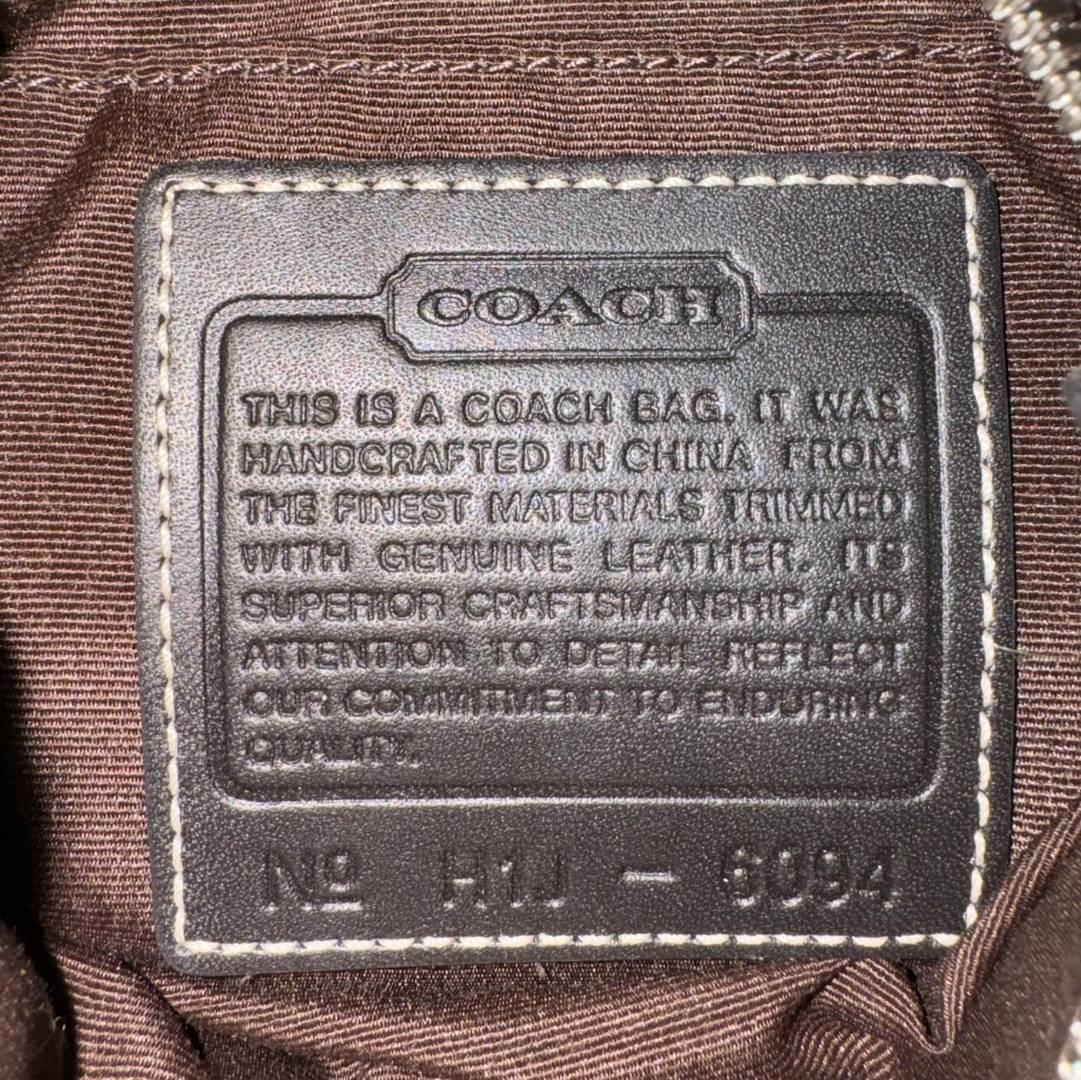 COACH
THIS IS A COACH BAG. IT WAS
HANDCRAFTED IN CHINA FROM
THE FINEST MATERIALS TRIMMED
WITH GENUINE LEATHER. ITS
SUPERIOR CRAFTSMANSHIP AND
ATTENTION TO DETAIL REFLECT
OUR COMMITMENT TO ENDURING
QUALITY.
Nº H1J - 6094